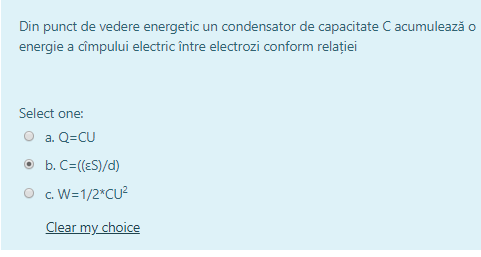 Din punct de vedere energetic un condensator de capacitate C acumulează o
energie a cîmpului electric între electrozi conform relației
Select one:
a. Q=CU
b. C=((εS)/d)
c. W=1/2*CU²
Clear my choice